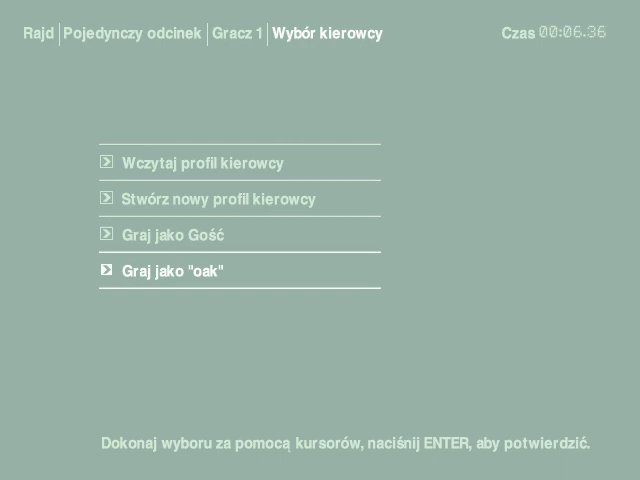 Rajd Pojedynczy odcinek Gracz 1 Wybór kierowcy Czas 00:06.36
Wczytaj profil kierowcy
Stwórz nowy profil kierowcy
Graj jako Gość
Graj jako "oak"
Dokonaj wyboru za pomocą kursorów, naciśnij ENTER, aby potwierdzić.